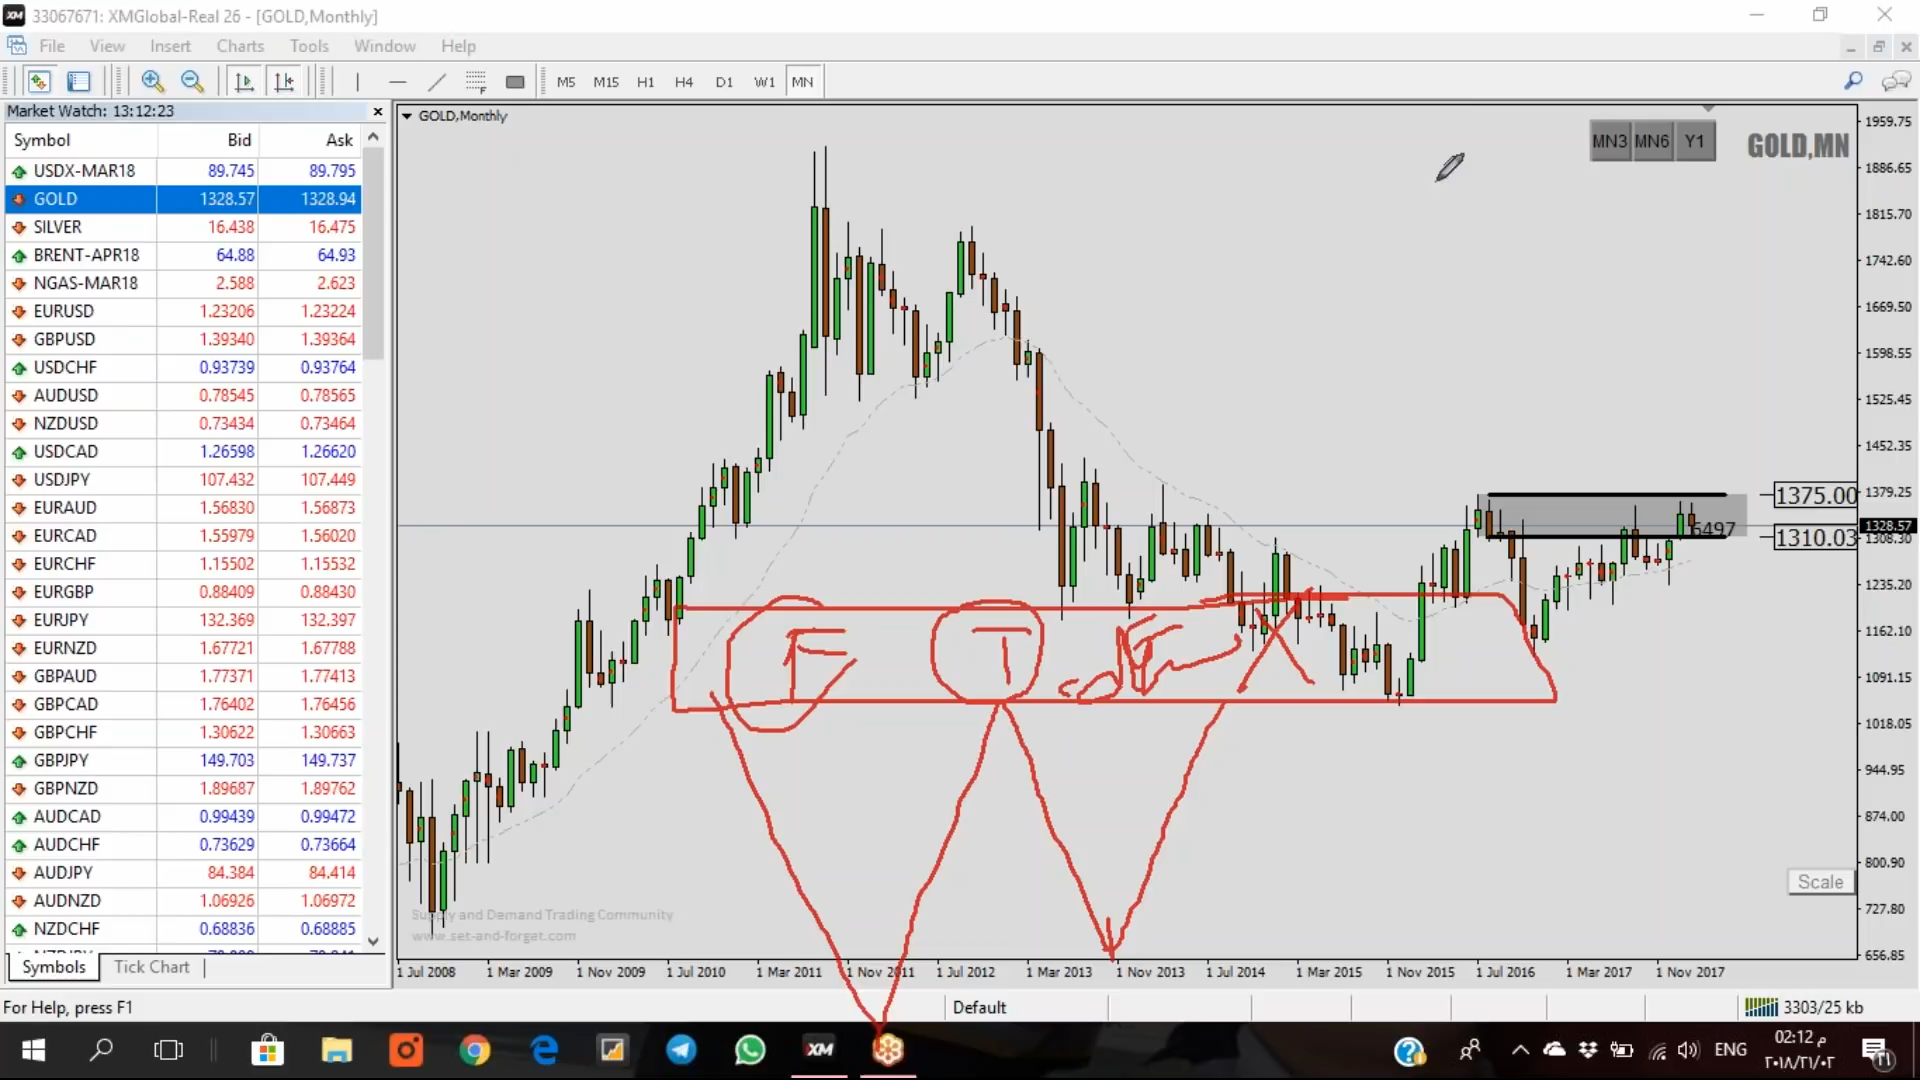 33067671: XMGlobal-Real 26 - [GOLD,Monthly]
File View Insert Charts Tools Window Help
M5 M15 H1 H4 D1 W1 MN
Market Watch: 13:12:23
Symbol Bid Ask
USDX-MAR18 89.745 89.795
GOLD 1328.57 1328.94
SILVER 16.438 16.475
BRENT-APR18 64.88 64.93
NGAS-MAR18 2.588 2.623
EURUSD 1.23206 1.23224
GBPUSD 1.39340 1.39364
USDCHF 0.93739 0.93764
AUDUSD 0.78545 0.78565
NZDUSD 0.73434 0.73464
USDCAD 1.26598 1.26620
USDJPY 107.432 107.449
EURAUD 1.56830 1.56873
EURCAD 1.55979 1.56020
EURCHF 1.15502 1.15532
EURGBP 0.88409 0.88430
EURJPY 132.369 132.397
EURNZD 1.67721 1.67788
GBPAUD 1.77371 1.77413
GBPCAD 1.76402 1.76456
GBPCHF 1.30622 1.30663
GBPJPY 149.703 149.737
GBPNZD 1.89687 1.89762
AUDCAD 0.99439 0.99472
AUDCHF 0.73629 0.73664
AUDJPY 84.384 84.414
AUDNZD 1.06926 1.06972
NZDCHF 0.68836 0.68885
Symbols Tick Chart
GOLD,Monthly
MN3 MN6 Y1 GOLD,MN
1959.75
1886.65
1815.70
1742.60
1669.50
1598.55
1525.45
1452.35
1379.25
1375.00
1328.57
6497
1310.03
1308.30
1235.20
1162.10
1091.15
1018.05
944.95
874.00
800.90
727.80
656.85
F T
Scale
Supply and Demand Trading Community
www.set-and-forget.com
1 Jul 2008 1 Mar 2009 1 Nov 2009 1 Jul 2010 1 Mar 2011 1 Nov 2011 1 Jul 2012 1 Mar 2013 1 Nov 2013 1 Jul 2014 1 Mar 2015 1 Nov 2015 1 Jul 2016 1 Mar 2017 1 Nov 2017
For Help, press F1 Default 3303/25 kb
XM ENG 02:12 م